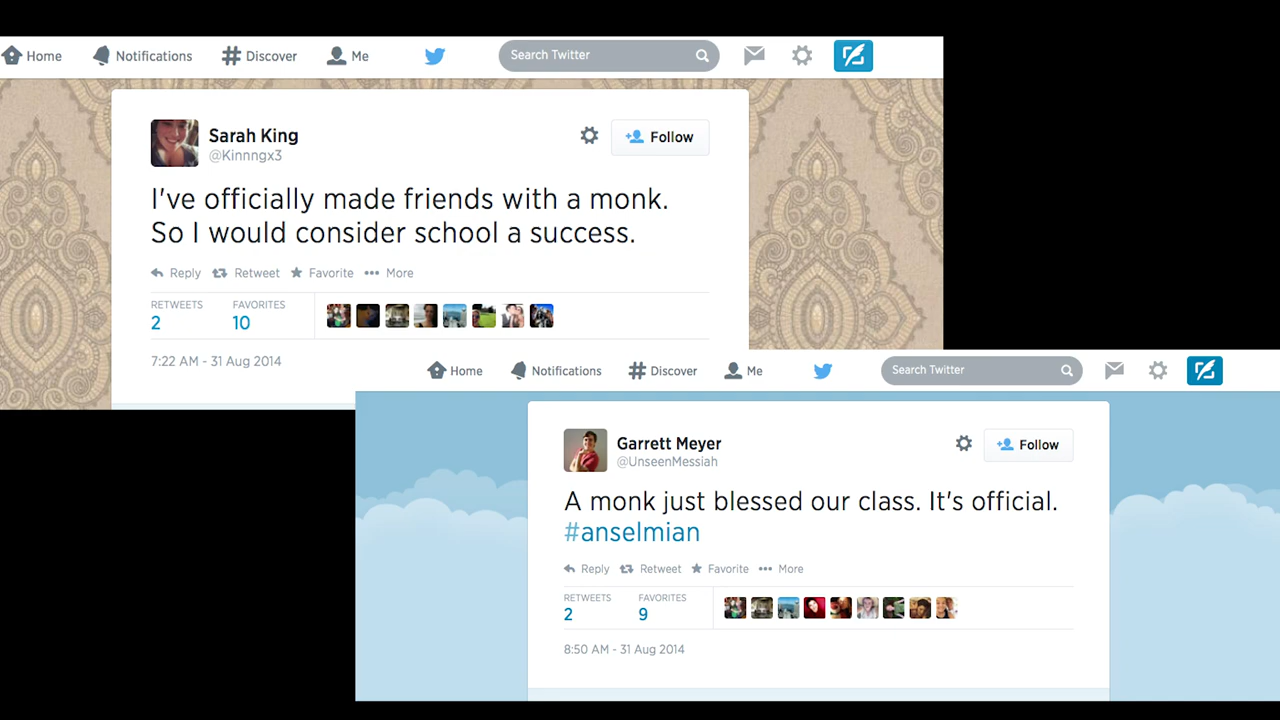 Home Notifications Discover Me Search Twitter
Sarah King
@Kinnngx3
Follow
I've officially made friends with a monk.
So I would consider school a success.
Reply Retweet Favorite More
RETWEETS FAVORITES
2 10
7:22 AM - 31 Aug 2014
Home Notifications Discover Me Search Twitter
Garrett Meyer
@UnseenMessiah
Follow
A monk just blessed our class. It's official.
#anselmian
Reply Retweet Favorite More
RETWEETS FAVORITES
2 9
8:50 AM - 31 Aug 2014